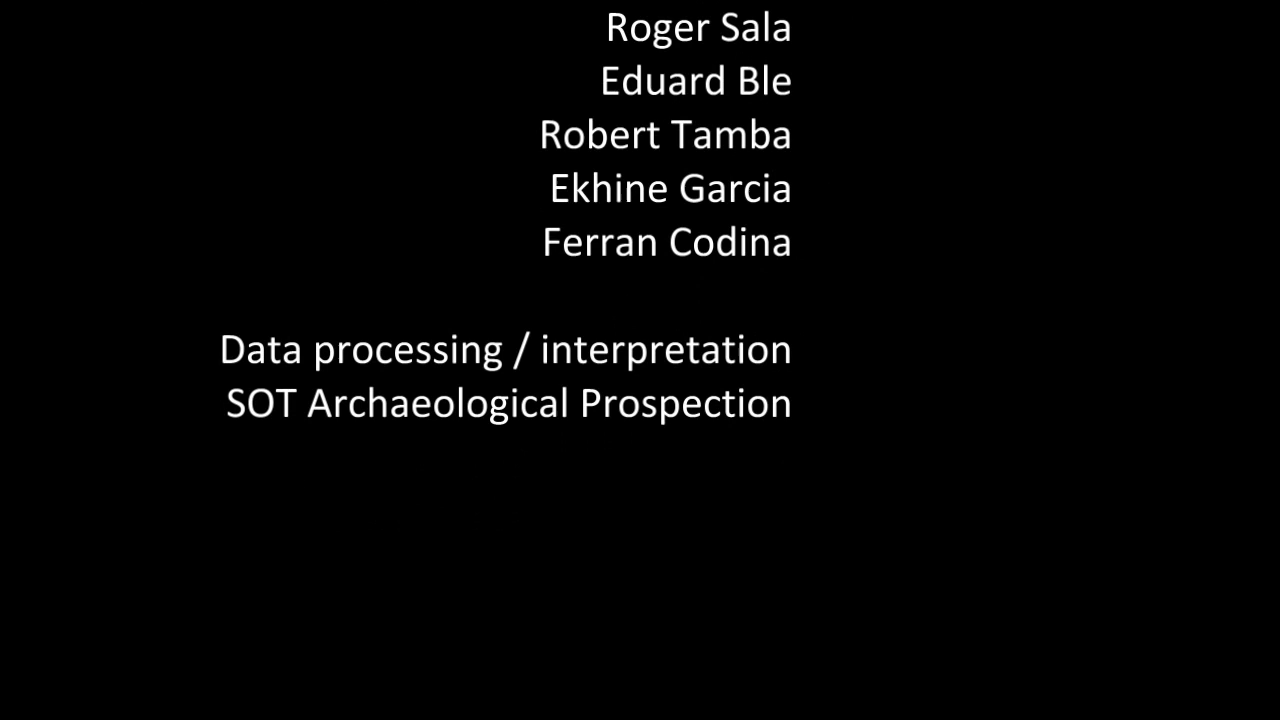 Roger Sala
Eduard Ble
Robert Tamba
Ekhine Garcia
Ferran Codina
Data processing / interpretation
SOT Archaeological Prospection